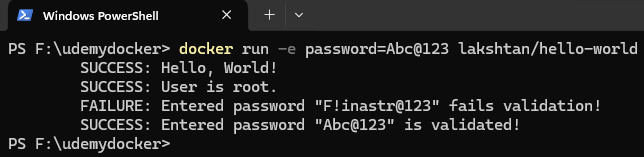 Windows PowerShell
PS F:\udemydocker> docker run -e password=Abc@123 lakshtan/hello-world
SUCCESS: Hello, World!
SUCCESS: User is root.
FAILURE: Entered password "F!inastr@123" fails validation!
SUCCESS: Entered password "Abc@123" is validated!
PS F:\udemydocker>